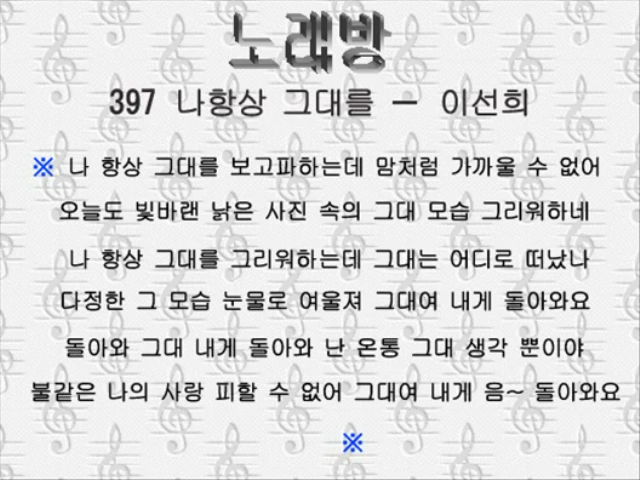 노래방
397 나항상 그대를 - 이선희
※ 나 항상 그대를 보고파하는데 맘처럼 가까울 수 없어
오늘도 빛바랜 낡은 사진 속의 그대 모습 그리워하네
나 항상 그대를 그리워하는데 그대는 어디로 떠났나
다정한 그 모습 눈물로 여울져 그대여 내게 돌아와요
돌아와 그대 내게 돌아와 난 온통 그대 생각 뿐이야
불같은 나의 사랑 피할 수 없어 그대여 내게 음~ 돌아와요
※